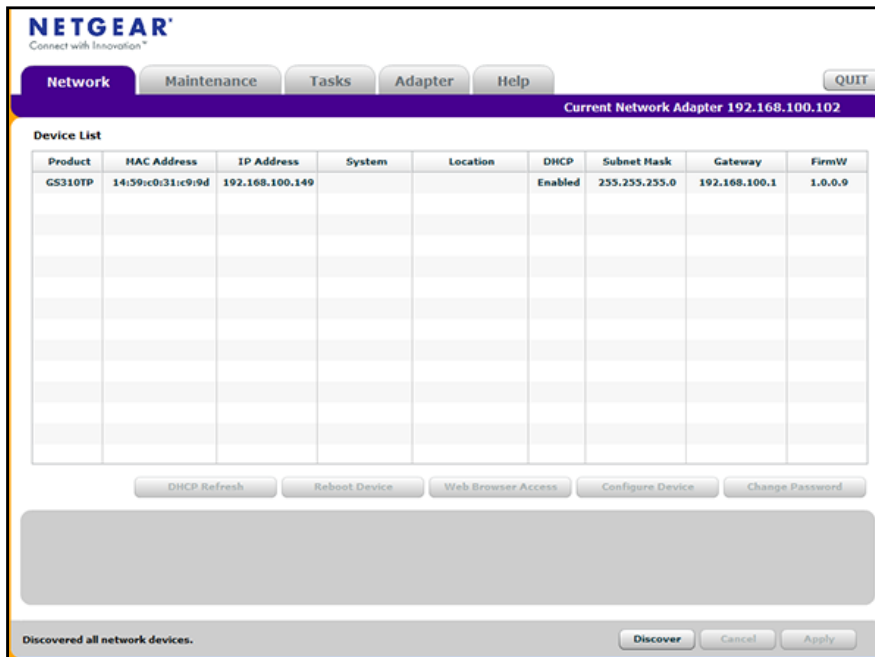 NETGEAR®
Connect with Innovation™
Network Maintenance Tasks Adapter Help QUIT
Current Network Adapter 192.168.100.102
Device List
Product MAC Address IP Address System Location DHCP Subnet Mask Gateway FirmW
GS310TP 14:59:c0:31:c9:9d 192.168.100.149 Enabled 255.255.255.0 192.168.100.1 1.0.0.9
DHCP Refresh Reboot Device Web Browser Access Configure Device Change Password
Discovered all network devices. Discover Cancel Apply